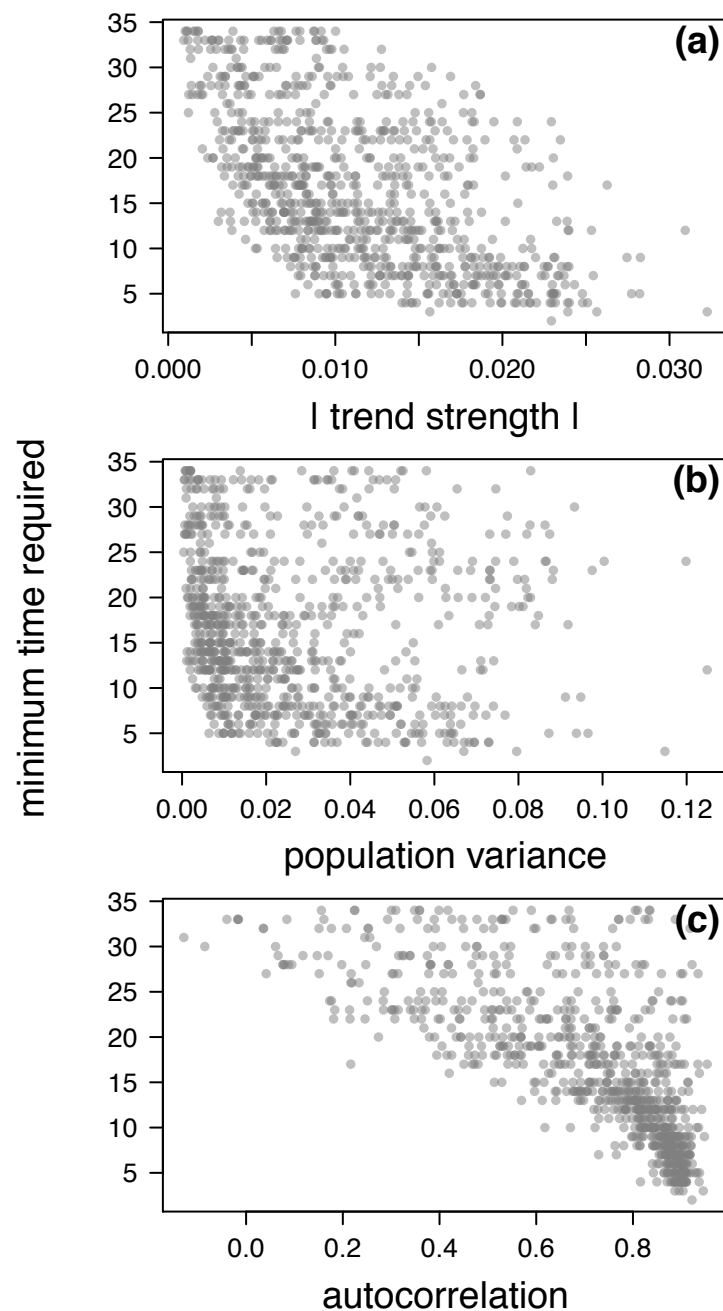 35
(a)
30
25
20
15
10
5
0.000 0.010 0.020 0.030
| trend strength |
minimum time required
35
(b)
30
25
20
15
10
5
0.00 0.02 0.04 0.06 0.08 0.10 0.12
population variance
35
(c)
30
25
20
15
10
5
0.0 0.2 0.4 0.6 0.8
autocorrelation